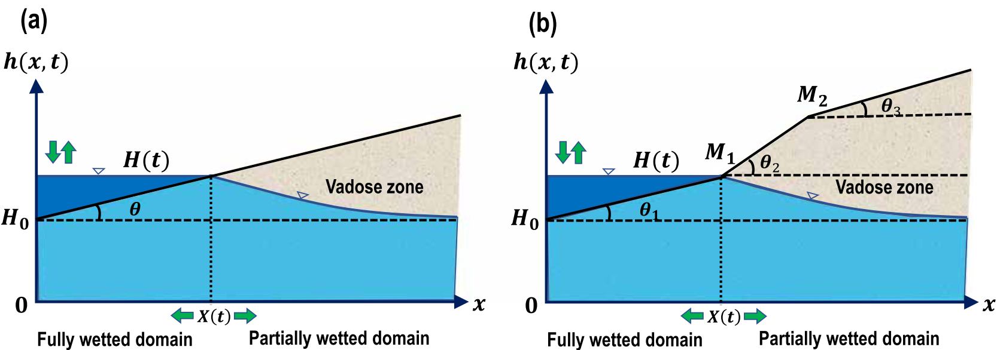 (a)
h(x, t)
H(t)
Vadose zone
θ
H₀
0
X(t)
x
Fully wetted domain
Partially wetted domain
(b)
h(x, t)
M₂
θ₃
M₁
H(t)
θ₂
Vadose zone
θ₁
H₀
0
X(t)
x
Fully wetted domain
Partially wetted domain